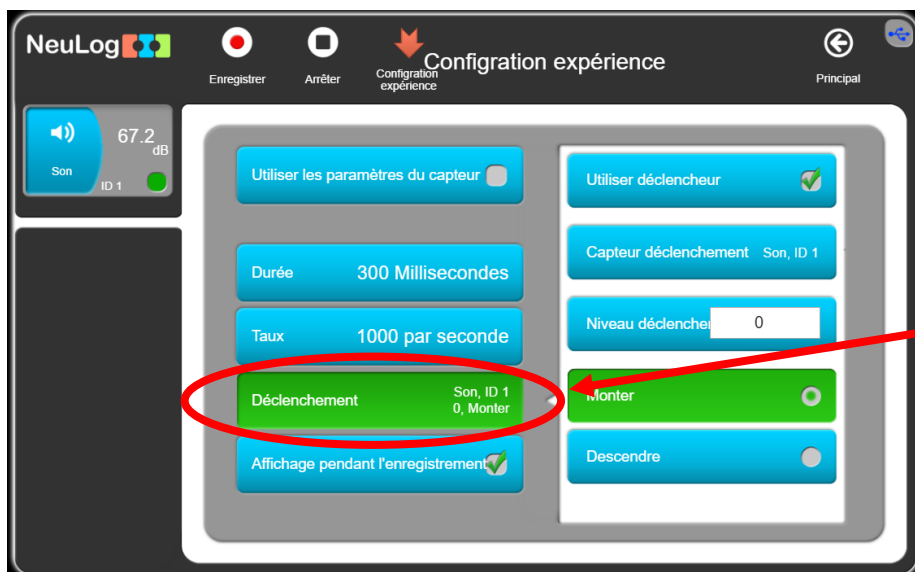 NeuLog
Enregistrer
Arrêter
Configration
expérience
Configration expérience
Principal
67.2
dB
Son
ID 1
Utiliser les paramètres du capteur
Durée 300 Millisecondes
Taux 1000 par seconde
Déclenchement Son, ID 1
0, Monter
Affichage pendant l'enregistrement
Utiliser déclencheur
Capteur déclenchement Son, ID 1
Niveau déclenche 0
Monter
Descendre